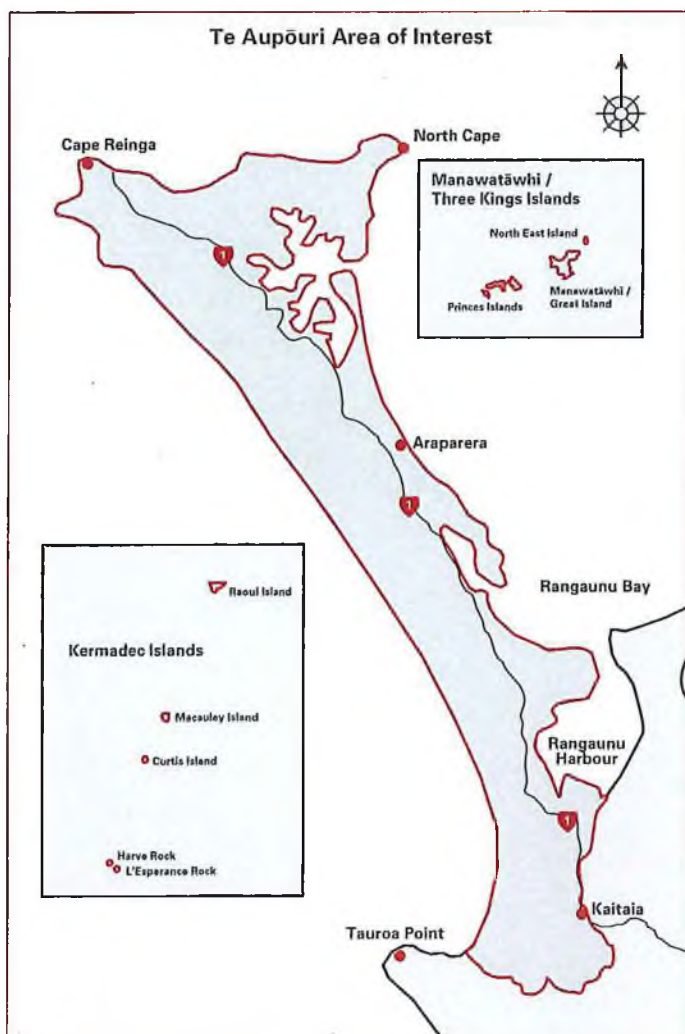 Te Aupōuri Area of Interest
Cape Reinga
North Cape
Manawatāwhi /
Three Kings Islands
North East Island
Princes Islands
Manawatāwhi /
Great Island
1
Araparera
1
Raoul Island
Kermadec Islands
Macauley Island
Curtis Island
Harve Rock
L'Esperance Rock
Rangaunu Bay
Rangaunu
Harbour
1
Kaitaia
Tauroa Point